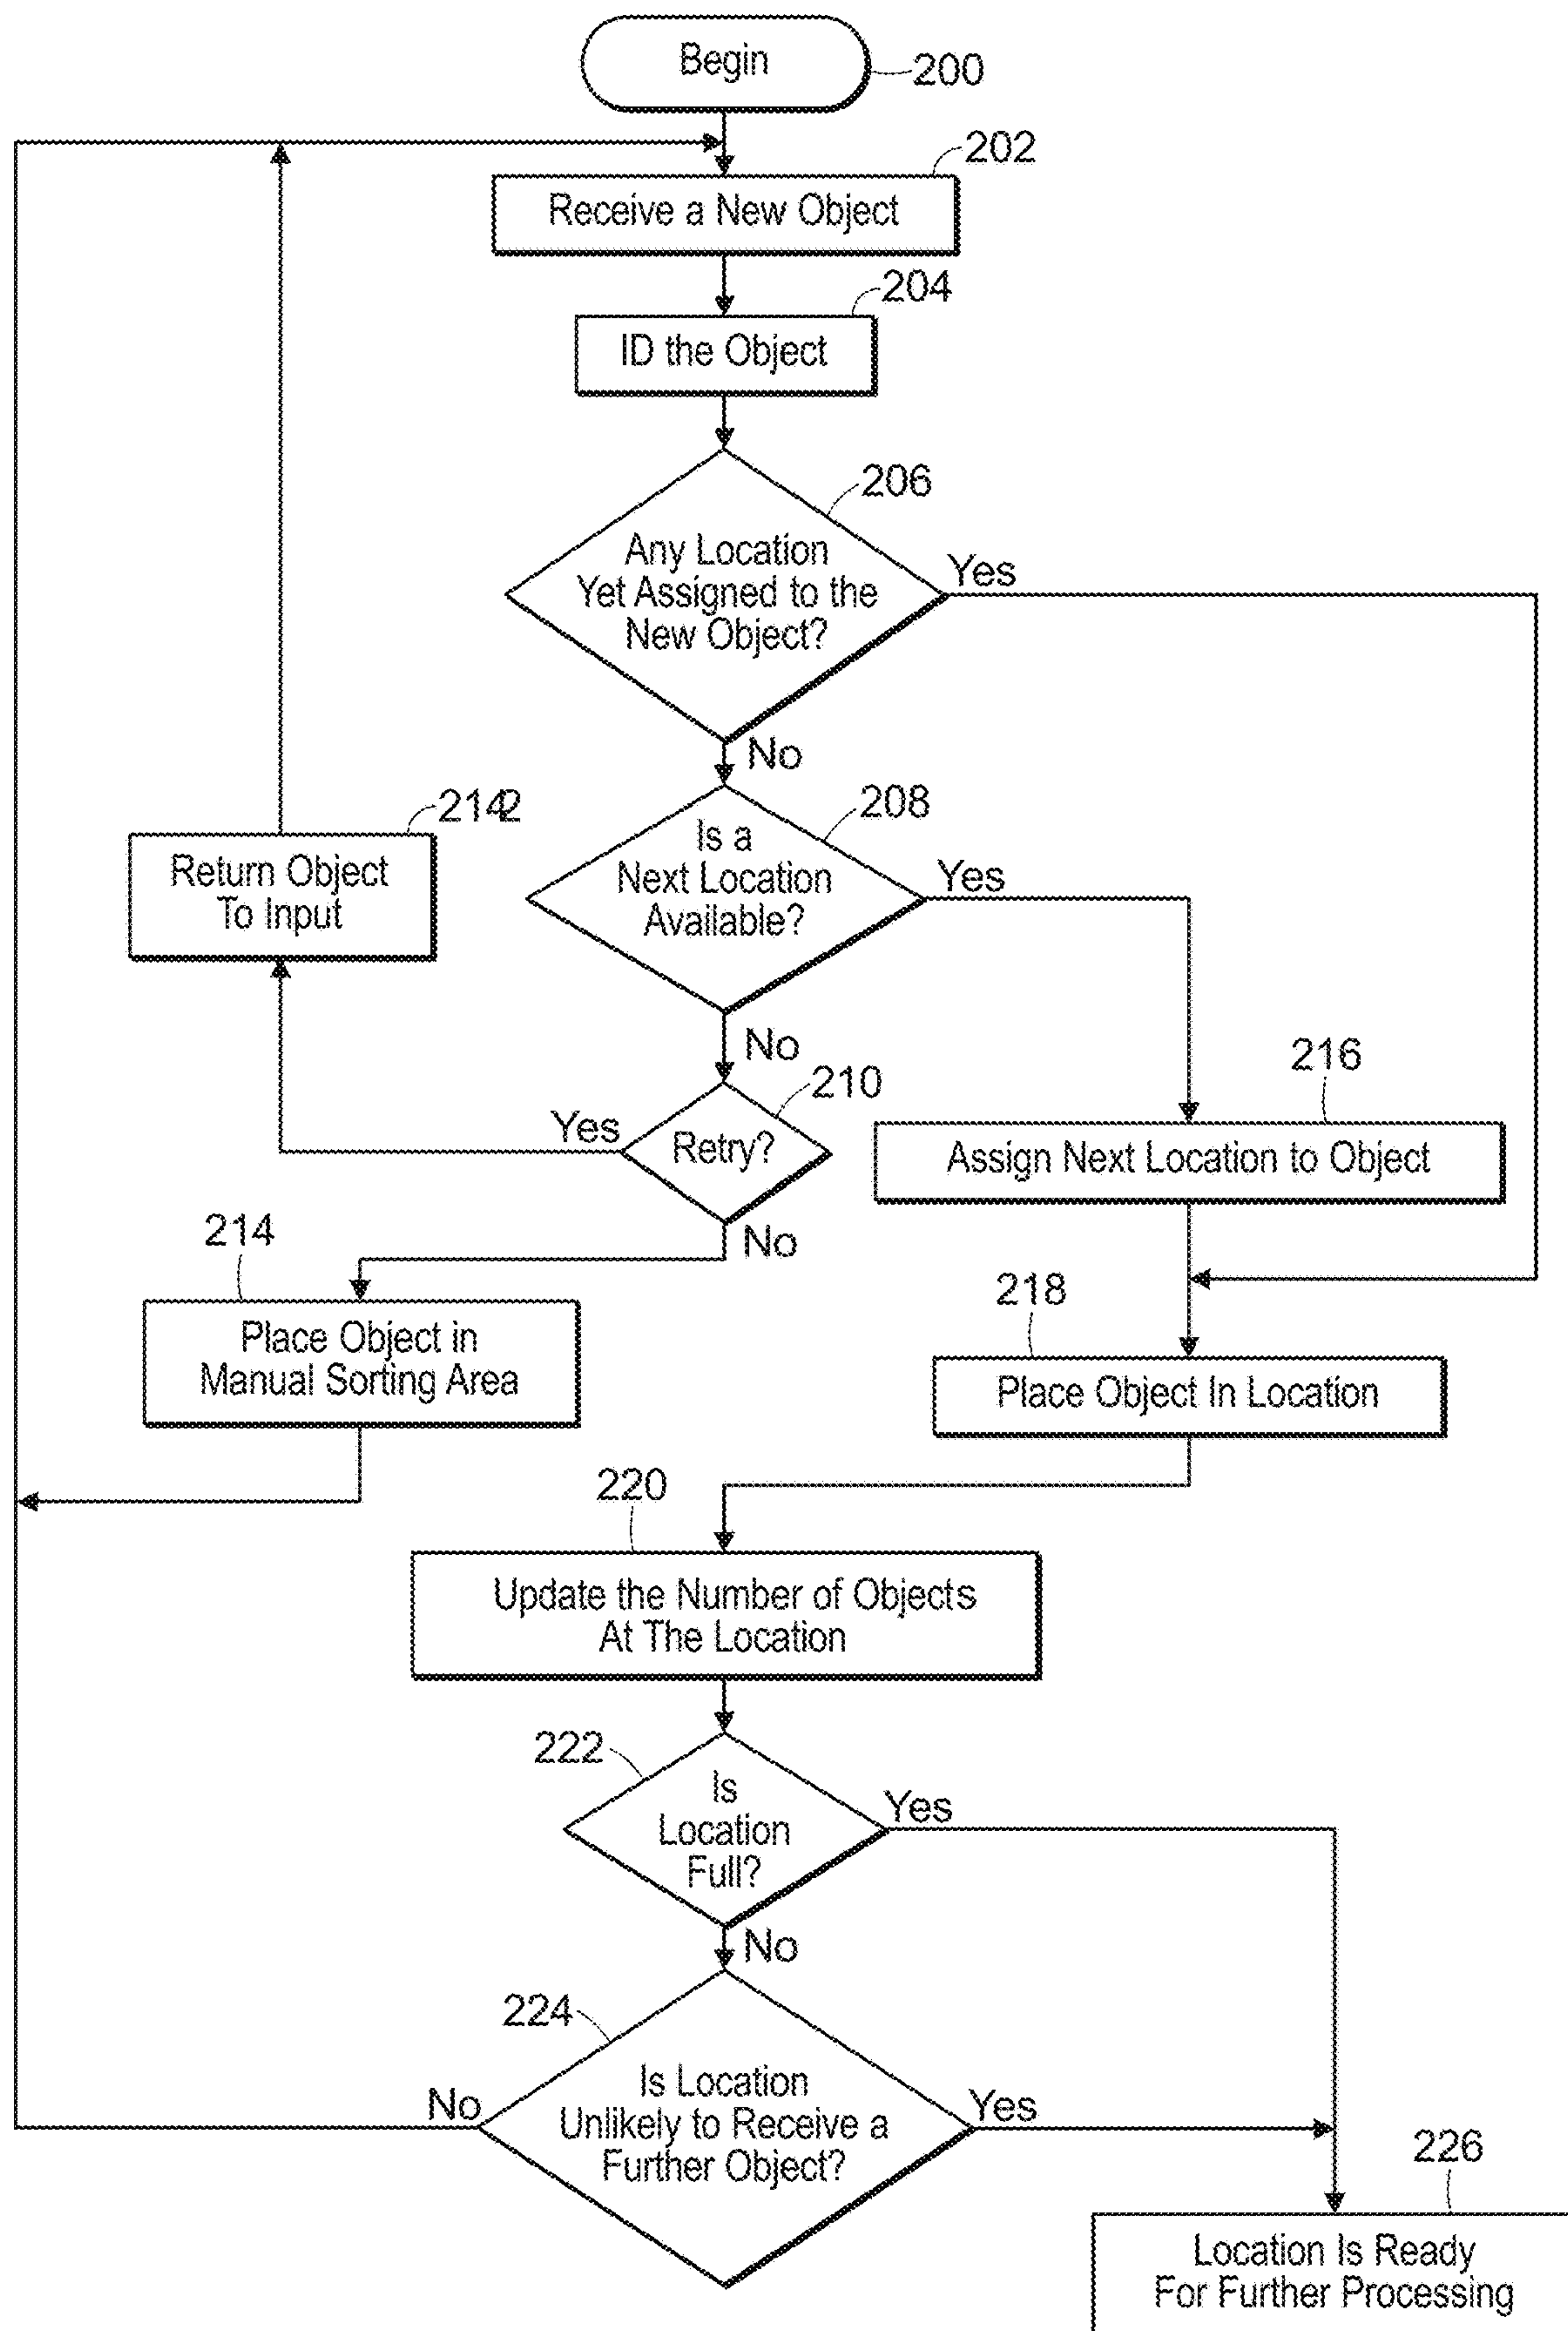 Begin
200
202
Receive a New Object
204
ID the Object
206
Any Location
Yet Assigned to the
New Object?
Yes
No
208
Is a
Next Location
Available?
Yes
2142
Return Object
To Input
No
210
Retry?
Yes
No
216
Assign Next Location to Object
214
Place Object in
Manual Sorting Area
218
Place Object In Location
220
Update the Number of Objects
At The Location
222
Is
Location
Full?
Yes
No
224
Is Location
Unlikely to Receive a
Further Object?
No
Yes
226
Location Is Ready
For Further Processing